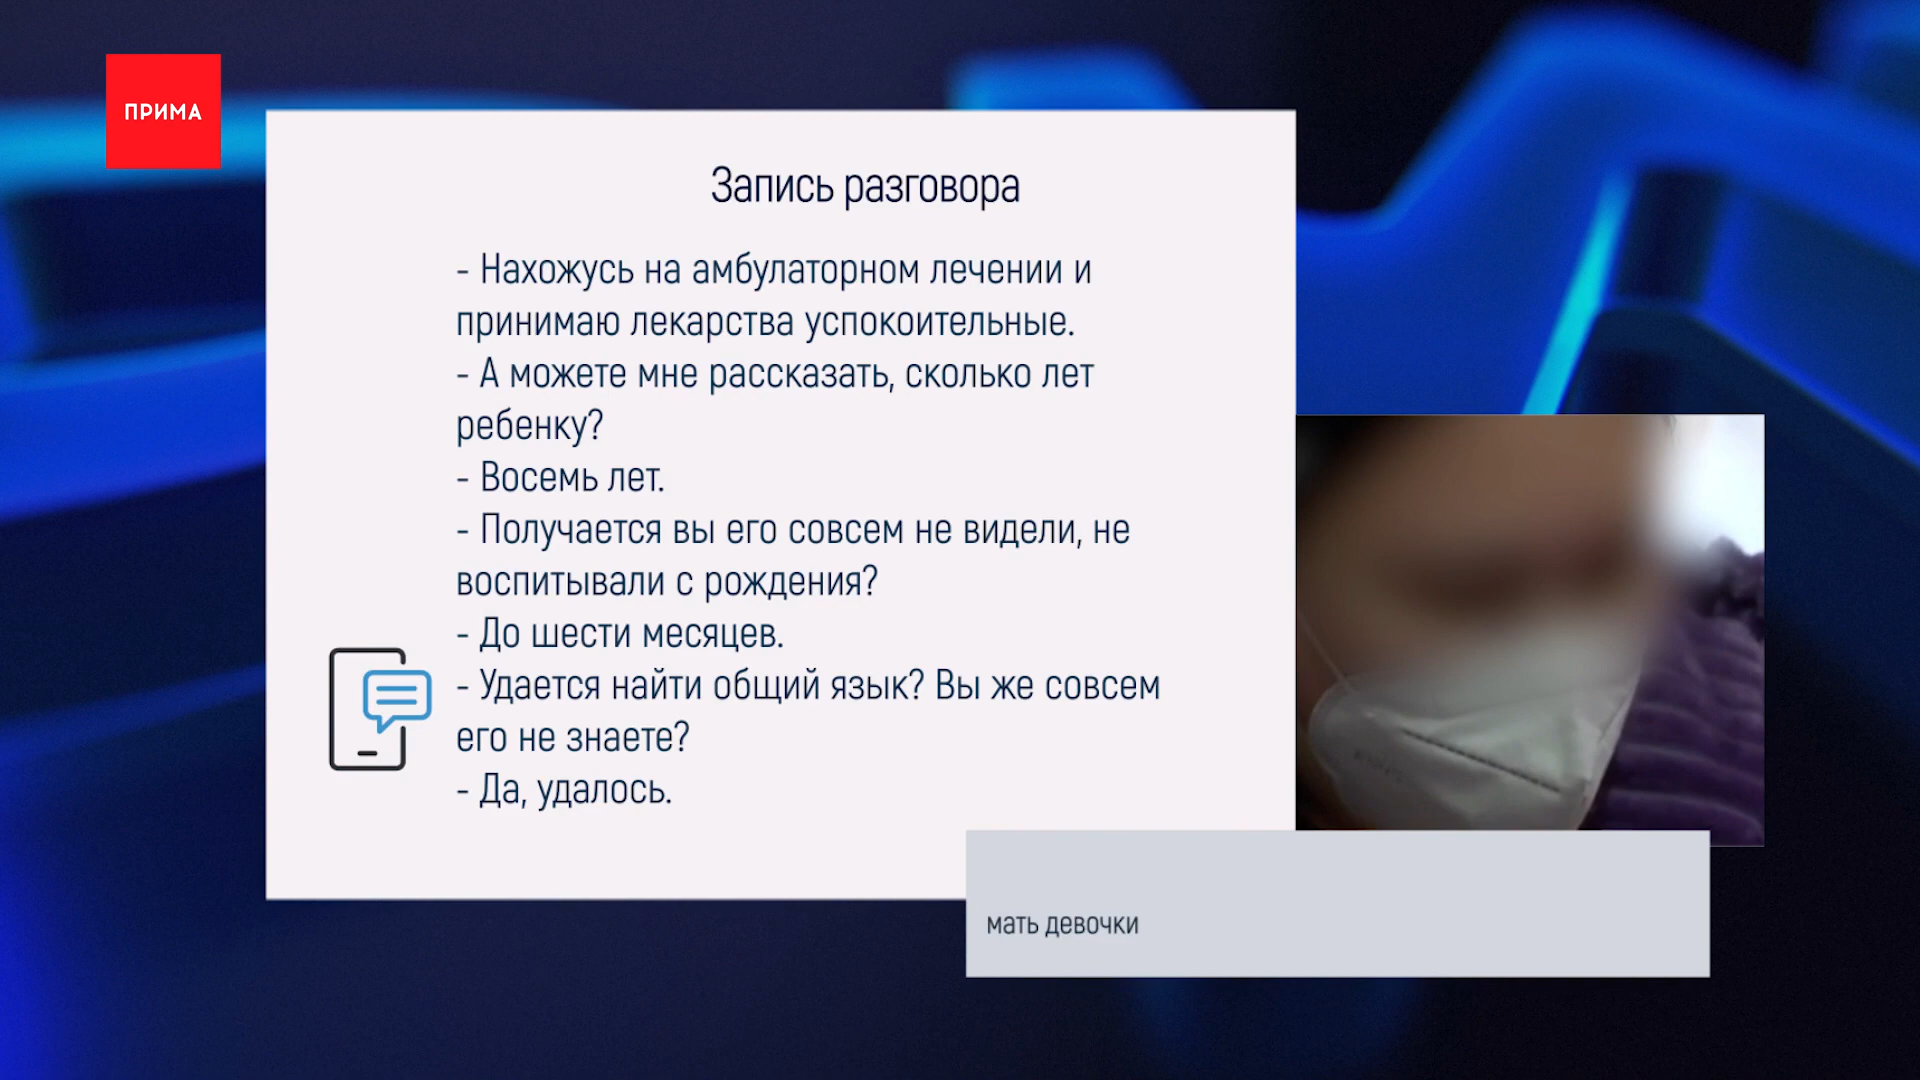 ПРИМА
Запись разговора
- Нахожусь на амбулаторном лечении и
принимаю лекарства успокоительные.
- А можете мне рассказать, сколько лет
ребенку?
- Восемь лет.
- Получается вы его совсем не видели, не
воспитывали с рождения?
- До шести месяцев.
- Удается найти общий язык? Вы же совсем
его не знаете?
- Да, удалось.
мать девочки